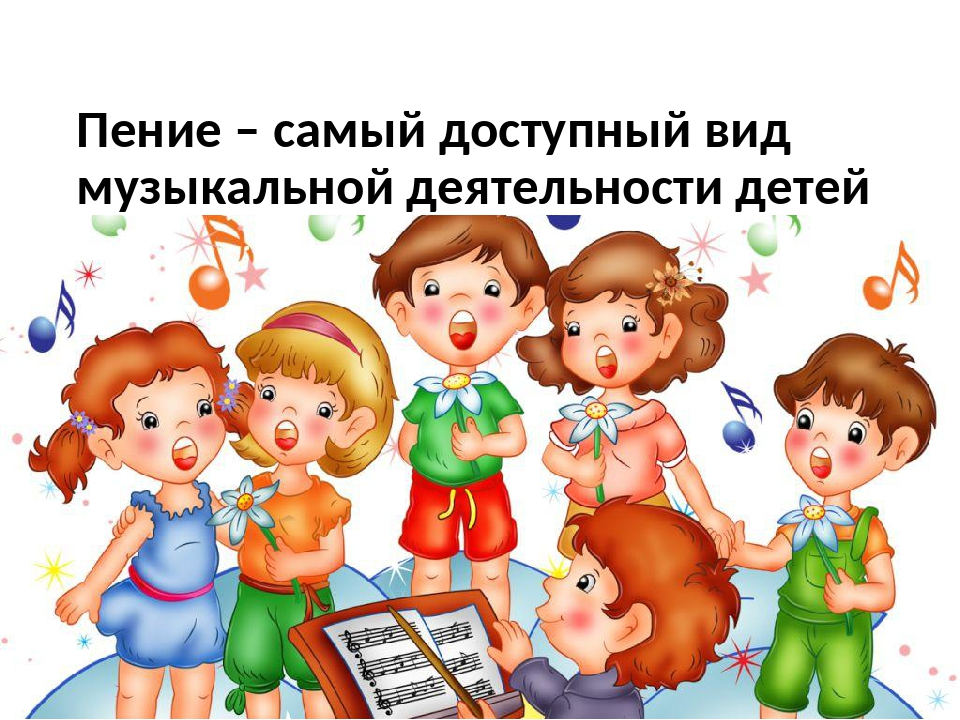 Пение – самый доступный вид
музыкальной деятельности детей